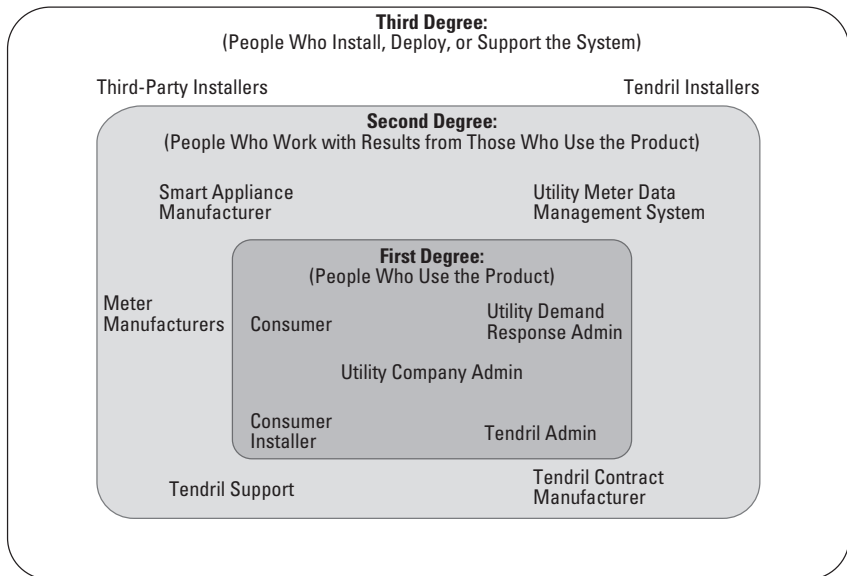 Third Degree:
(People Who Install, Deploy, or Support the System)
Third-Party Installers
Tendril Installers
Second Degree:
(People Who Work with Results from Those Who Use the Product)
Smart Appliance
Manufacturer
Utility Meter Data
Management System
First Degree:
(People Who Use the Product)
Meter
Manufacturers
Consumer
Utility Demand
Response Admin
Utility Company Admin
Consumer
Installer
Tendril Admin
Tendril Support
Tendril Contract
Manufacturer